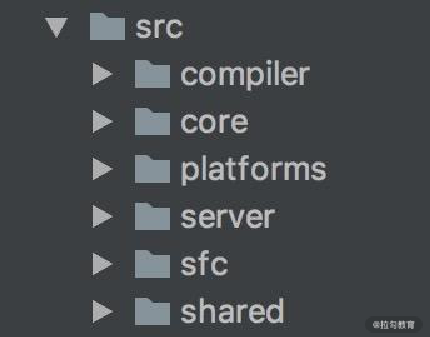 src
compiler
core
platforms
server
sfc
shared
@拉勾教育